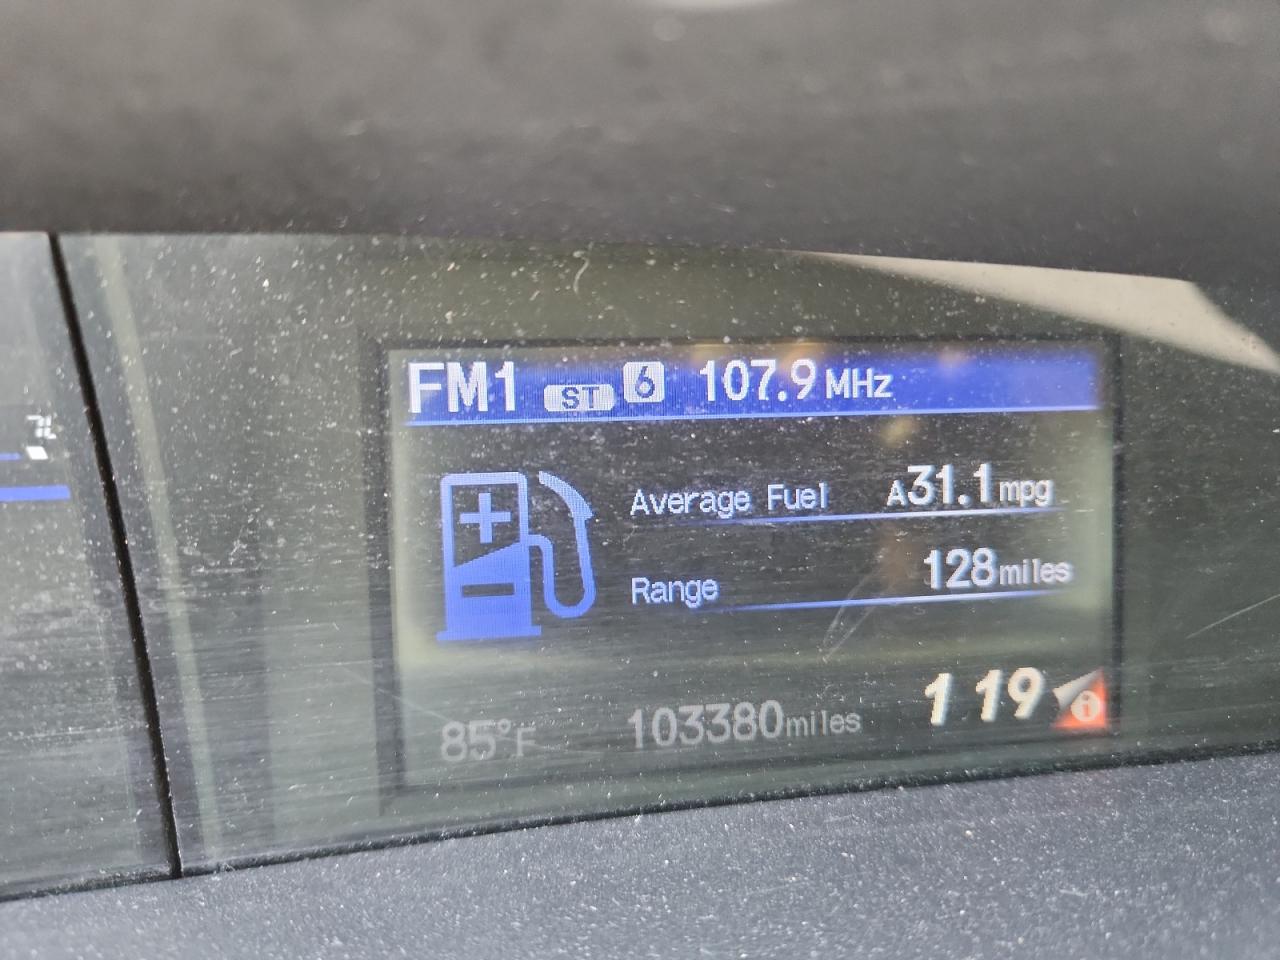 FM1 ST 6 107.9 MHz
Average Fuel A31.1 mpg
Range 128 miles
85°F 103380 miles 1 19 i